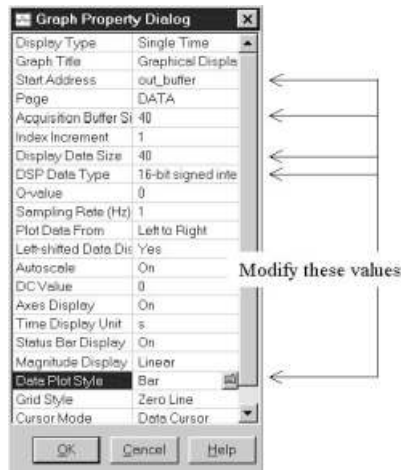 Graph Property Dialog
Display Type Single Time
Graph Title Graphical Displa
Start Address out_buffer
Page DATA
Acquisition Buffer Si 40
Index Increment 1
Display Data Size 40
DSP Data Type 16-bit signed inte
Q-value 0
Sampling Rate (Hz) 1
Plot Data From Left to Right
Left-shifted Data Dis Yes
Autoscale On
DC Value 0
Axes Display On
Time Display Unit s
Status Bar Display On
Magnitude Display Linear
Data Plot Style Bar
Grid Style Zero Line
Cursor Mode Data Cursor
OK Cancel Help
Modify these values